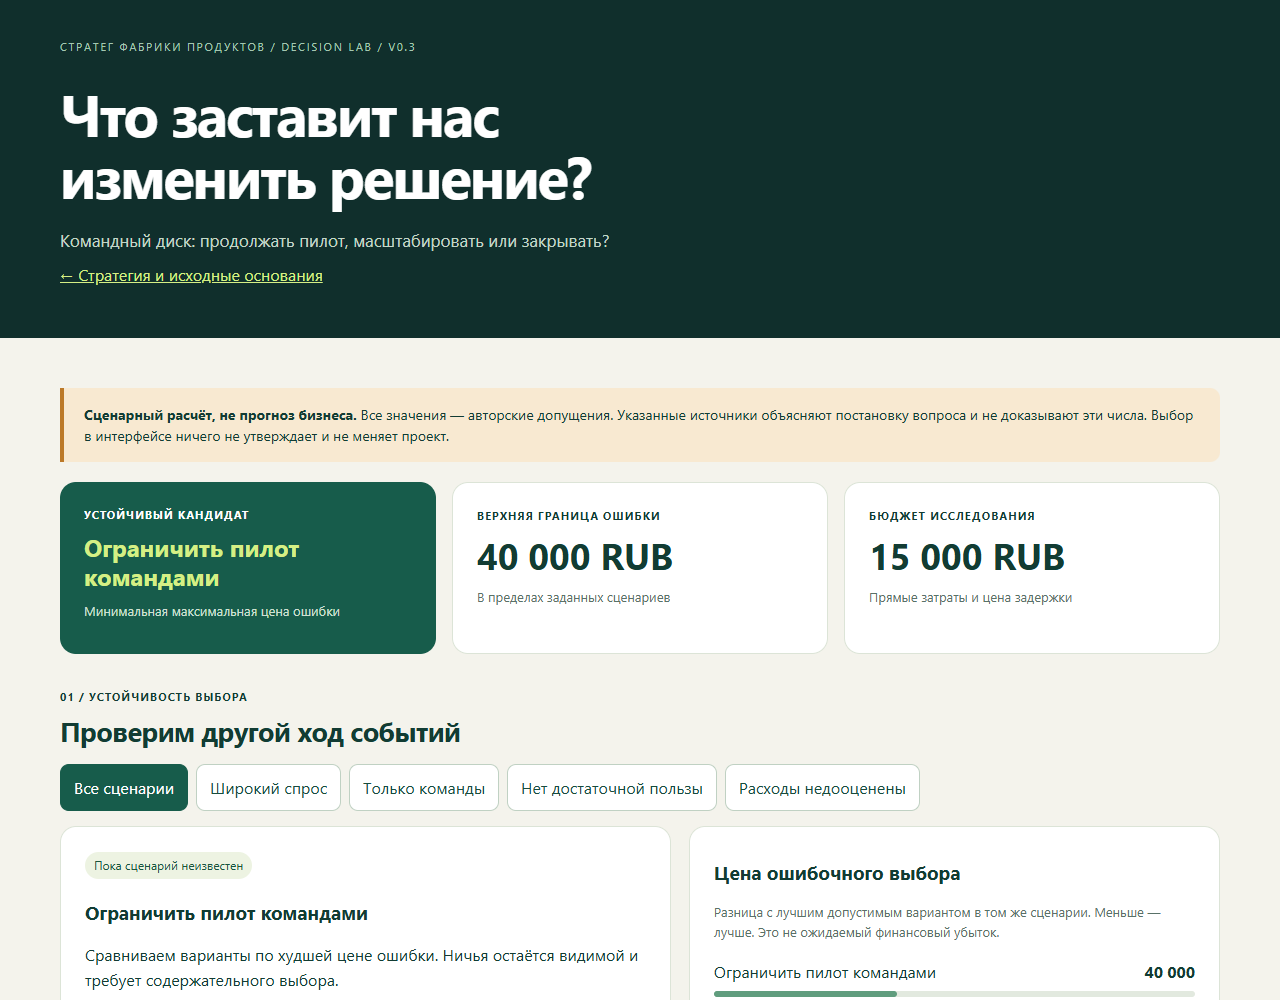 СТРАТЕГ ФАБРИКИ ПРОДУКТОВ / DECISION LAB / V0.3
Что заставит нас
изменить решение?
Командный диск: продолжать пилот, масштабировать или закрывать?
← Стратегия и исходные основания
Сценарный расчёт, не прогноз бизнеса. Все значения — авторские допущения. Указанные источники объясняют постановку вопроса и не доказывают эти числа. Выбор
в интерфейсе ничего не утверждает и не меняет проект.
УСТОЙЧИВЫЙ КАНДИДАТ
Ограничить пилот
командами
Минимальная максимальная цена ошибки
ВЕРХНЯЯ ГРАНИЦА ОШИБКИ
40 000 RUB
В пределах заданных сценариев
БЮДЖЕТ ИССЛЕДОВАНИЯ
15 000 RUB
Прямые затраты и цена задержки
01 / УСТОЙЧИВОСТЬ ВЫБОРА
Проверим другой ход событий
Все сценарии
Широкий спрос
Только команды
Нет достаточной пользы
Расходы недооценены
Пока сценарий неизвестен
Ограничить пилот командами
Сравниваем варианты по худшей цене ошибки. Ничья остаётся видимой и
требует содержательного выбора.
Цена ошибочного выбора
Разница с лучшим допустимым вариантом в том же сценарии. Меньше —
лучше. Это не ожидаемый финансовый убыток.
Ограничить пилот командами
40 000